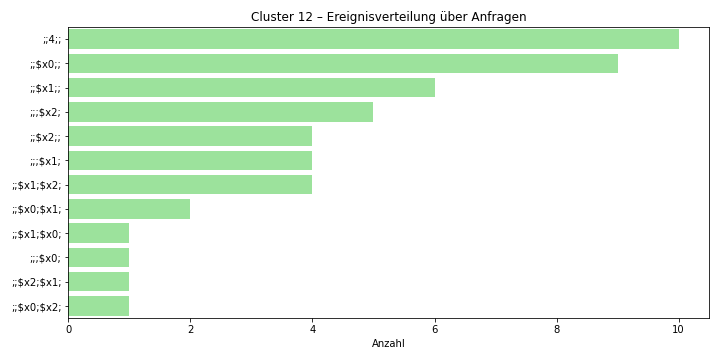 Cluster 12 – Ereignisverteilung über Anfragen
;;4;;
;;$x0;;
;;$x1;;
;;;$x2;
;;$x2;;
;;;$x1;
;;$x1;$x2;
;;$x0;$x1;
;;$x1;$x0;
;;;$x0;
;;$x2;$x1;
;;$x0;$x2;
0 2 4 6 8 10
Anzahl